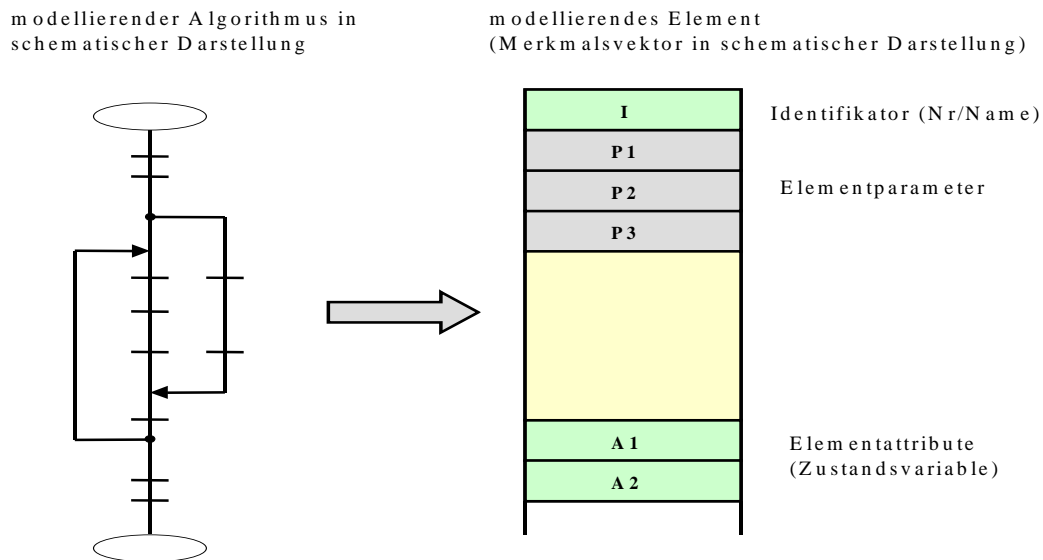 modellierender Algorithmus in
schematischer Darstellung
modellierendes Element
(Merkmalsvektor in schematischer Darstellung)
I
Identifikator (Nr/Name)
P1
P2
Elementparameter
P3
A1
Elementattribute
(Zustandsvariable)
A2